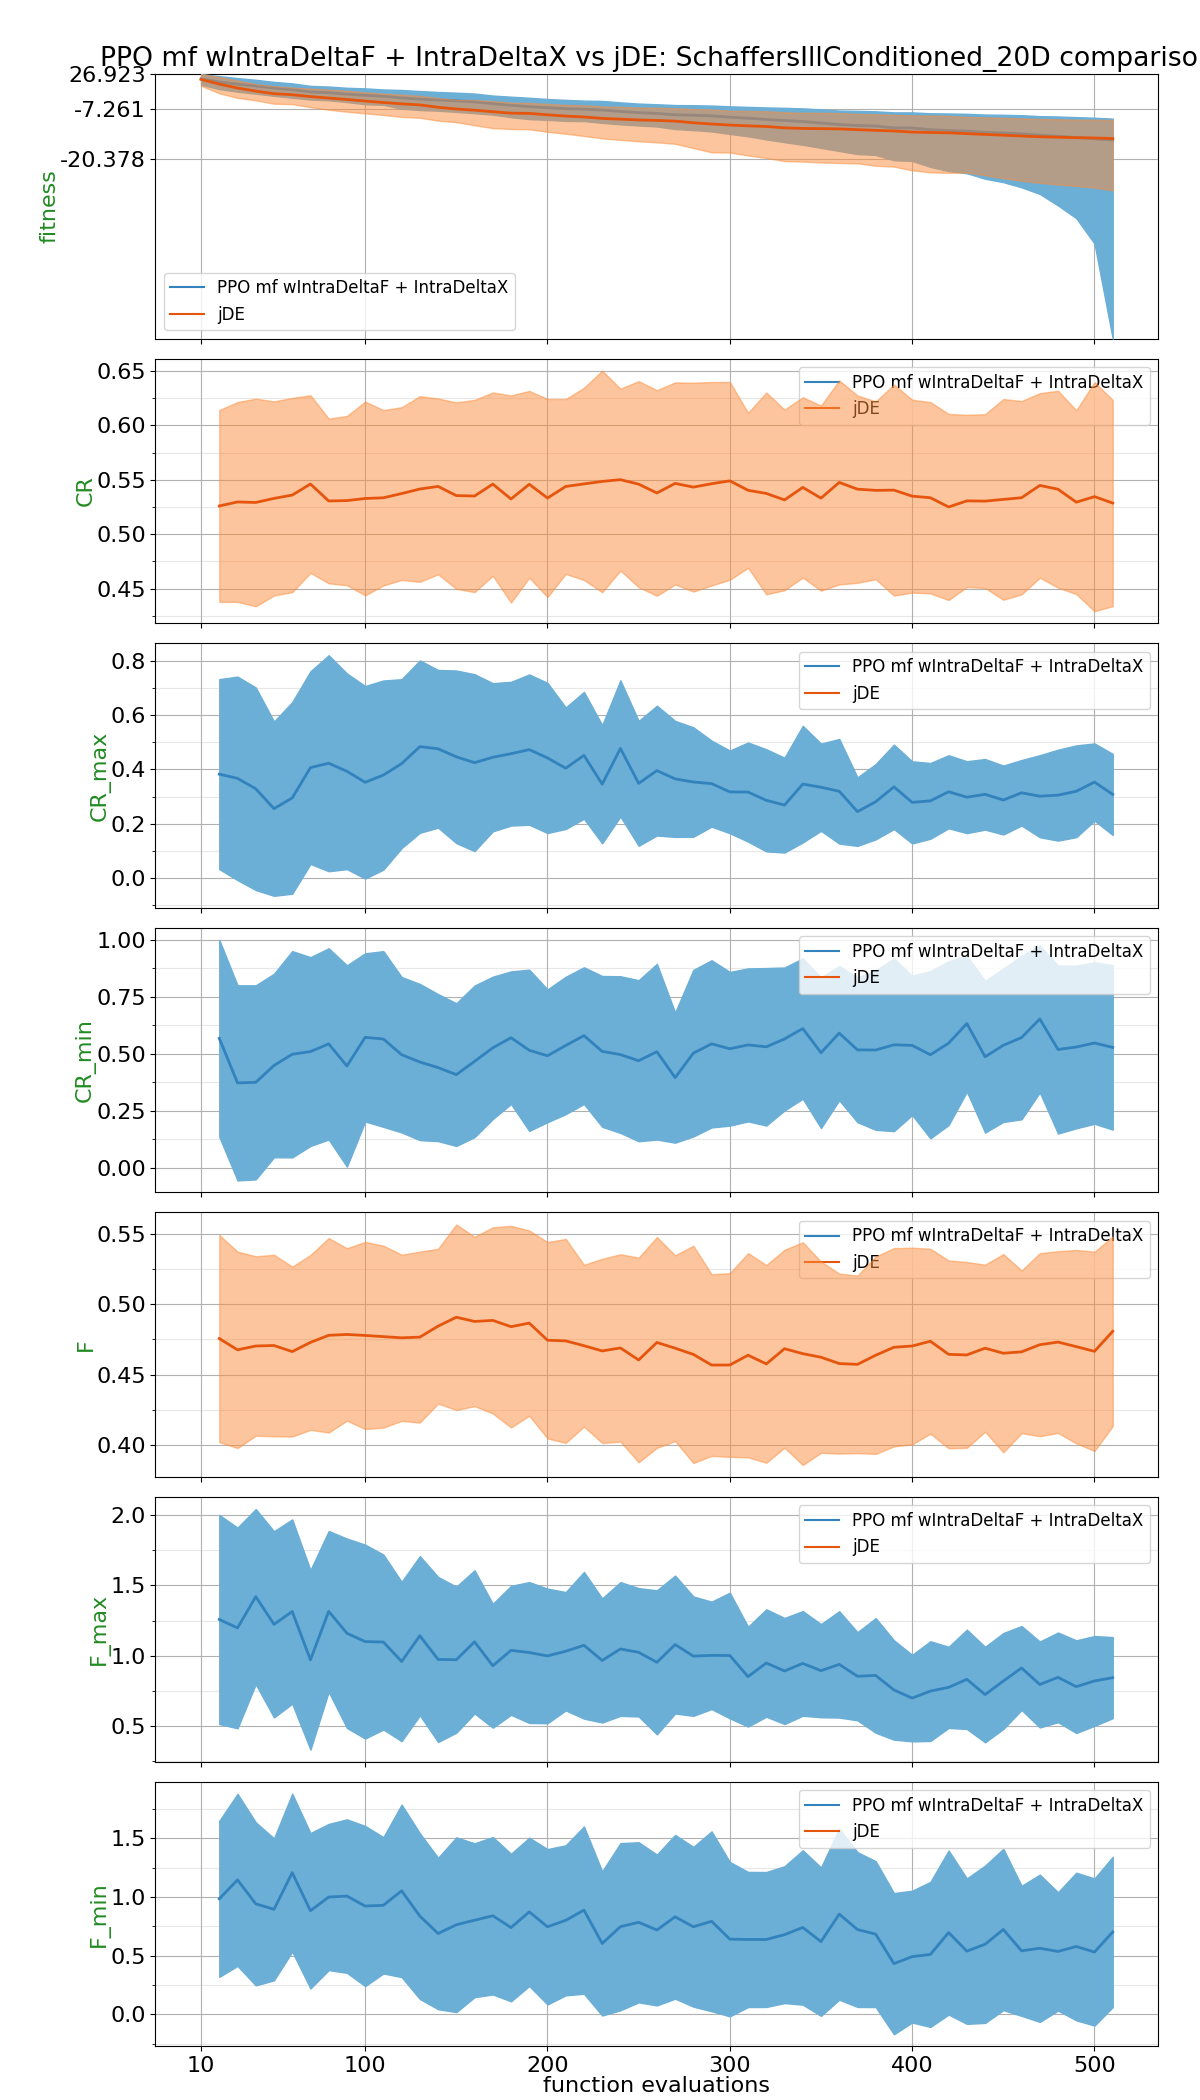 PPO mf wIntraDeltaF + IntraDeltaX vs jDE: SchaffersIllConditioned_20D compariso
26.923
-7.261
-20.378
fitness
PPO mf wIntraDeltaF + IntraDeltaX
jDE
0.65
0.60
0.55
0.50
0.45
CR
PPO mf wIntraDeltaF + IntraDeltaX
jDE
0.8
0.6
0.4
0.2
0.0
CR_max
PPO mf wIntraDeltaF + IntraDeltaX
jDE
1.00
0.75
0.50
0.25
0.00
CR_min
PPO mf wIntraDeltaF + IntraDeltaX
jDE
0.55
0.50
0.45
0.40
F
PPO mf wIntraDeltaF + IntraDeltaX
jDE
2.0
1.5
1.0
0.5
F_max
PPO mf wIntraDeltaF + IntraDeltaX
jDE
1.5
1.0
0.5
0.0
F_min
PPO mf wIntraDeltaF + IntraDeltaX
jDE
10 100 200 300 400 500
function evaluations